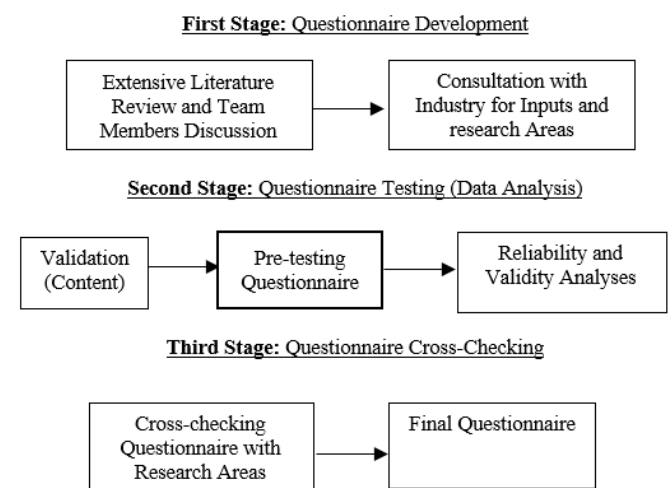 First Stage: Questionnaire Development
Extensive Literature
Review and Team
Members Discussion
Consultation with
Industry for Inputs and
research Areas
Second Stage: Questionnaire Testing (Data Analysis)
Validation
(Content)
Pre-testing
Questionnaire
Reliability and
Validity Analyses
Third Stage: Questionnaire Cross-Checking
Cross-checking
Questionnaire with
Research Areas
Final Questionnaire